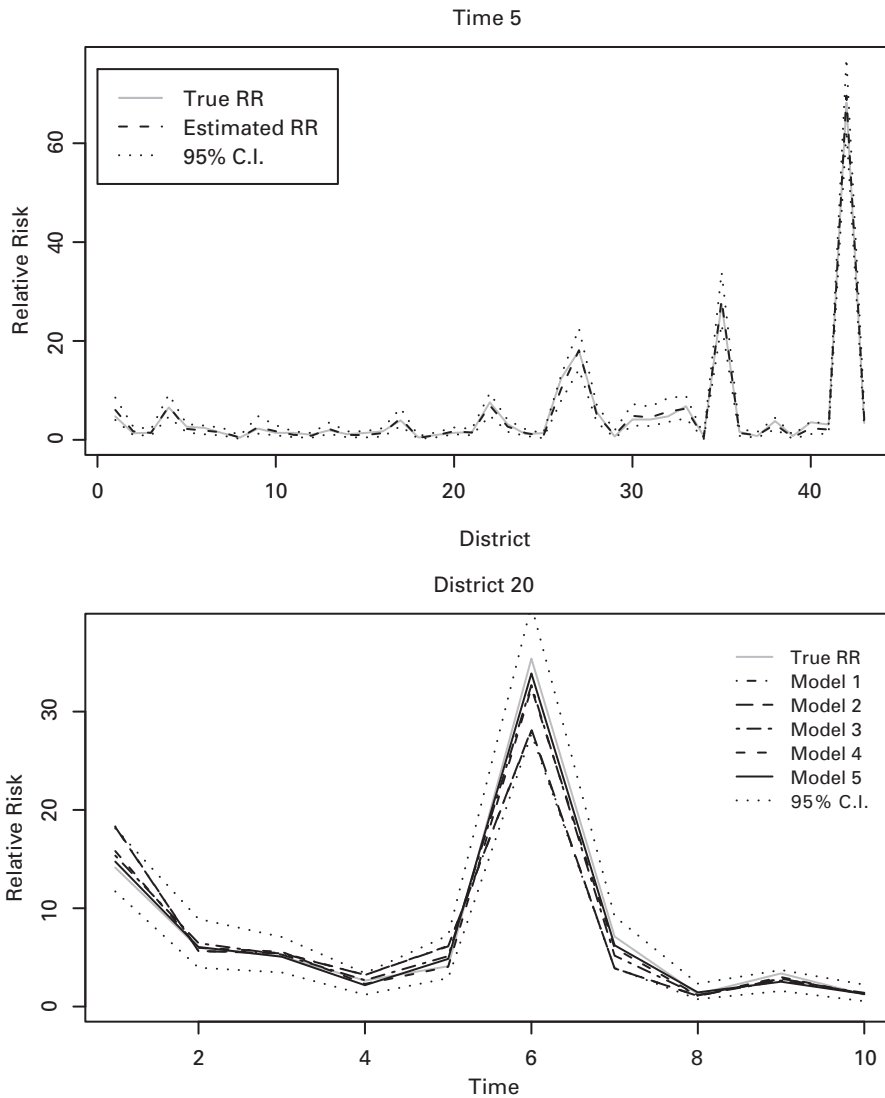 Time 5
True RR
Estimated RR
95% C.I.
Relative Risk
0
20
40
60
0
10
20
30
40
District
District 20
True RR
Model 1
Model 2
Model 3
Model 4
Model 5
95% C.I.
Relative Risk
0
10
20
30
2
4
6
8
10
Time